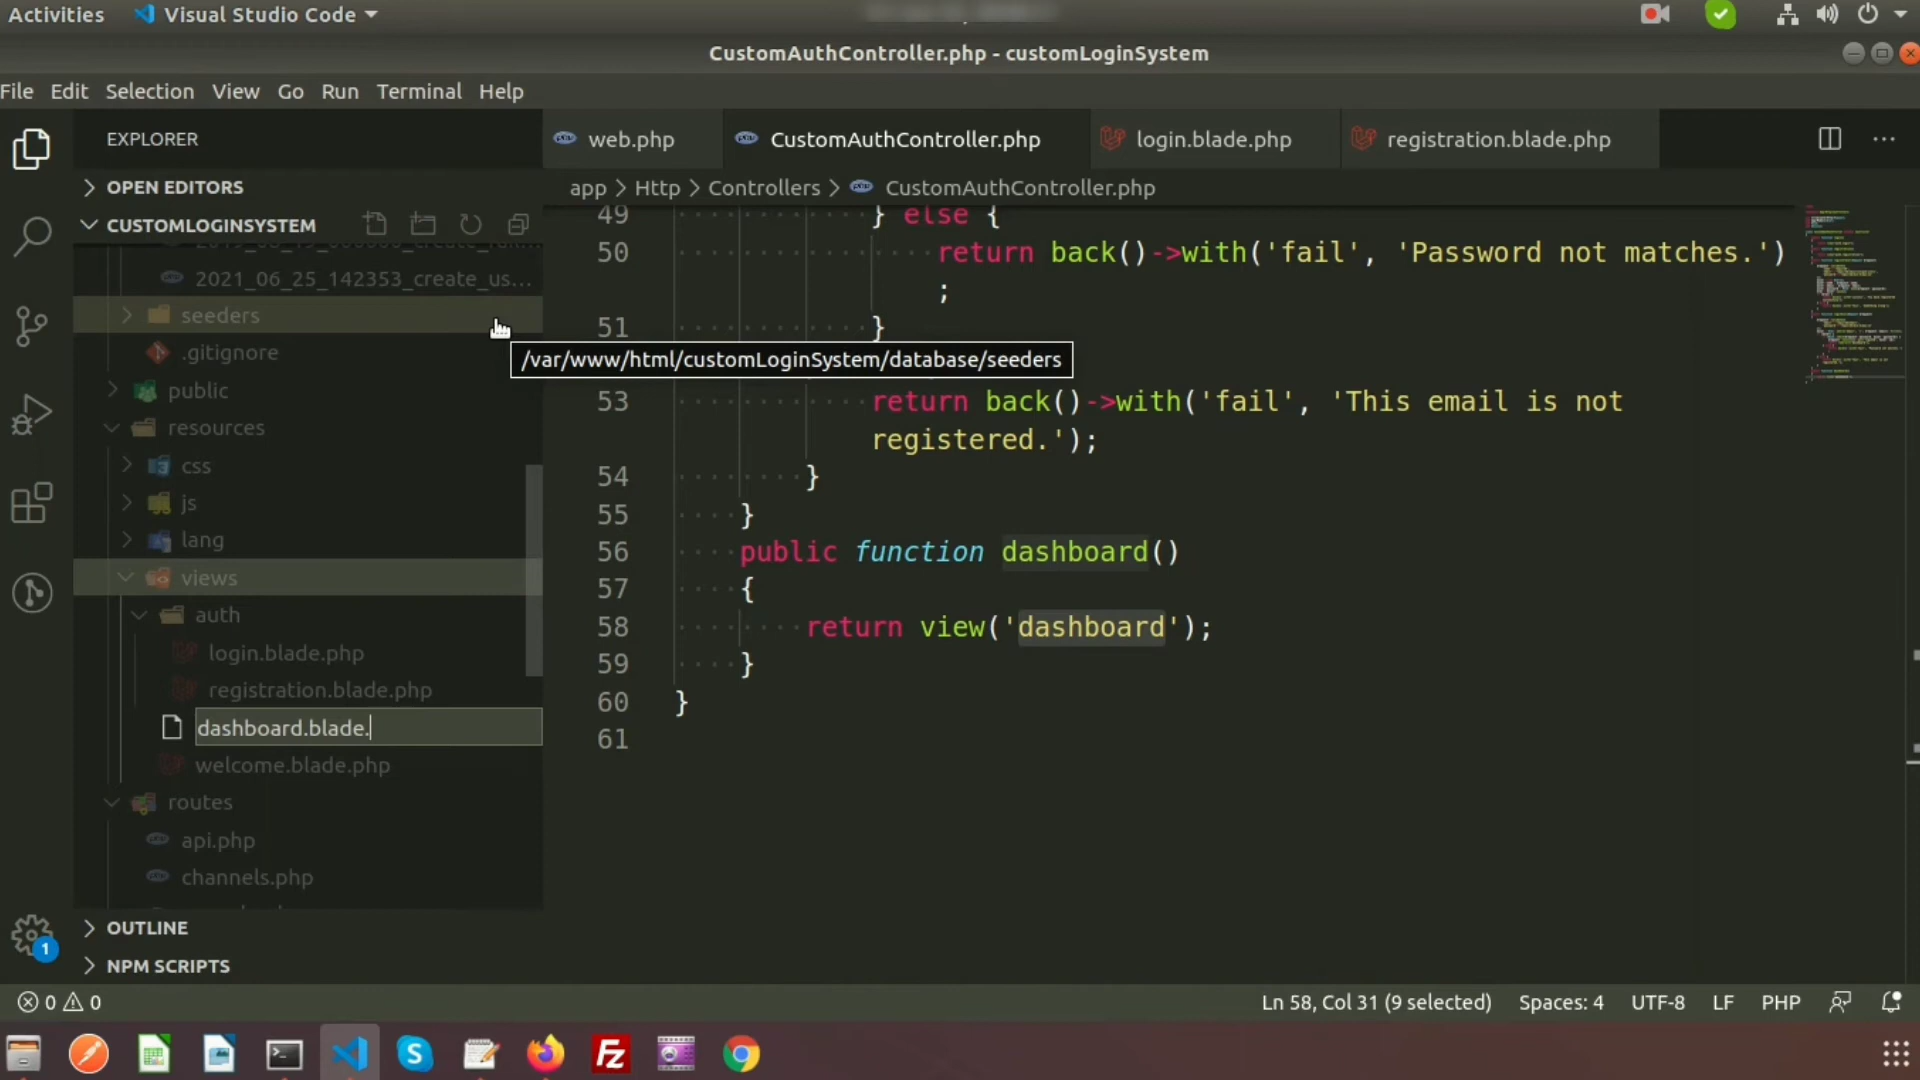 Activities Visual Studio Code
CustomAuthController.php - customLoginSystem
File Edit Selection View Go Run Terminal Help
EXPLORER
web.php CustomAuthController.php login.blade.php registration.blade.php
OPEN EDITORS
app > Http > Controllers > CustomAuthController.php
CUSTOMLOGINSYSTEM
2021_06_25_142353_create_us...
seeders
.gitignore
public
resources
css
js
lang
views
auth
login.blade.php
registration.blade.php
dashboard.blade.
welcome.blade.php
routes
api.php
channels.php
OUTLINE
NPM SCRIPTS
/var/www/html/customLoginSystem/database/seeders
49 } else {
50 return back()->with('fail', 'Password not matches.')
;
51 }
53 return back()->with('fail', 'This email is not
registered.');
54 }
55 }
56 public function dashboard()
57 {
58 return view('dashboard');
59 }
60 }
61
1
0 0 Ln 58, Col 31 (9 selected) Spaces: 4 UTF-8 LF PHP